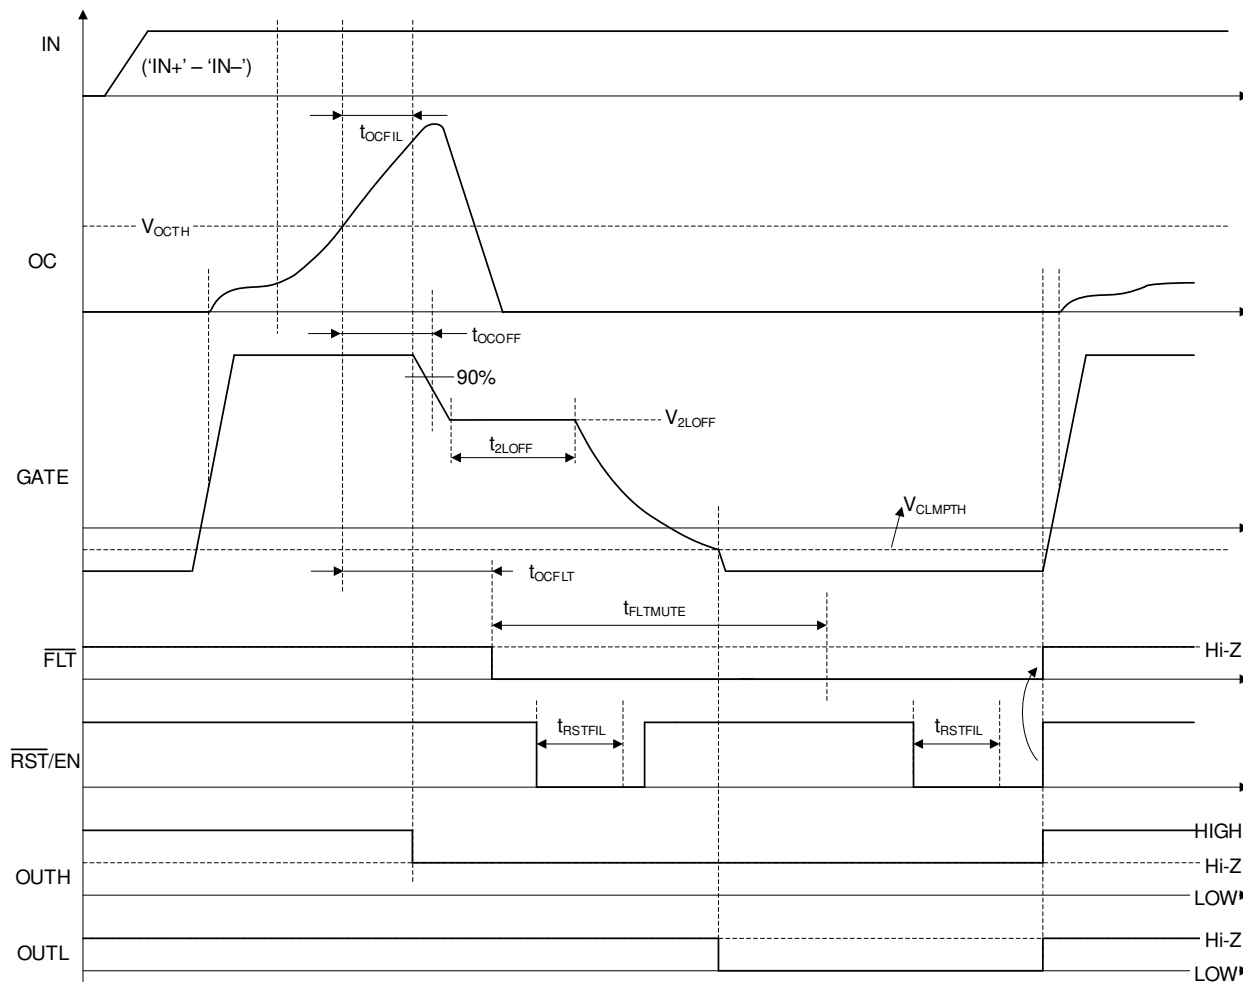 IN
('IN+' – 'IN–')
tOCFIL
VOCTH
OC
tOCOFF
90%
V2LOFF
t2LOFF
GATE
VCLMPTH
tOCFLT
tFLTMUTE
FLT
Hi-Z
tRSTFIL
tRSTFIL
RST/EN
HIGH
Hi-Z
OUTH
LOW
Hi-Z
OUTL
LOW